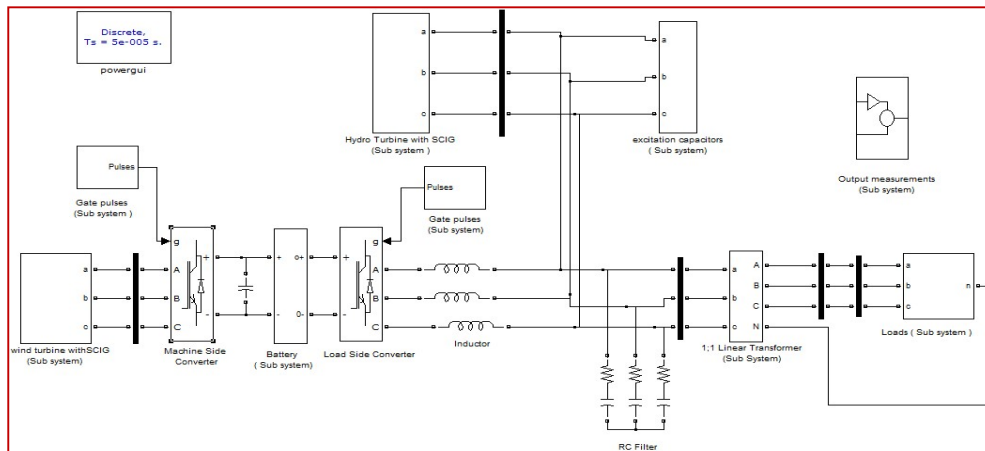 Discrete,
Ts = 5e-005 s.
powergui
a
b
c
Hydro Turbine with SCIG
(Sub system )
a
b
c
excitation capacitors
( Sub system)
Output measurements
(Sub system)
Pulses
Gate pulses
(Sub system )
Pulses
Gate pulses
(Sub system)
a
b
c
wind turbine withSCIG
(Sub system)
g
A
B
C
+
-
Machine Side
Converter
+
-
o+
0-
Battery
( Sub system)
+
-
g
A
B
C
Load Side Converter
Inductor
RC Filter
a
b
c
A
B
C
N
1;1 Linear Transformer
(Sub System)
a
b
c
n
Loads ( Sub system )